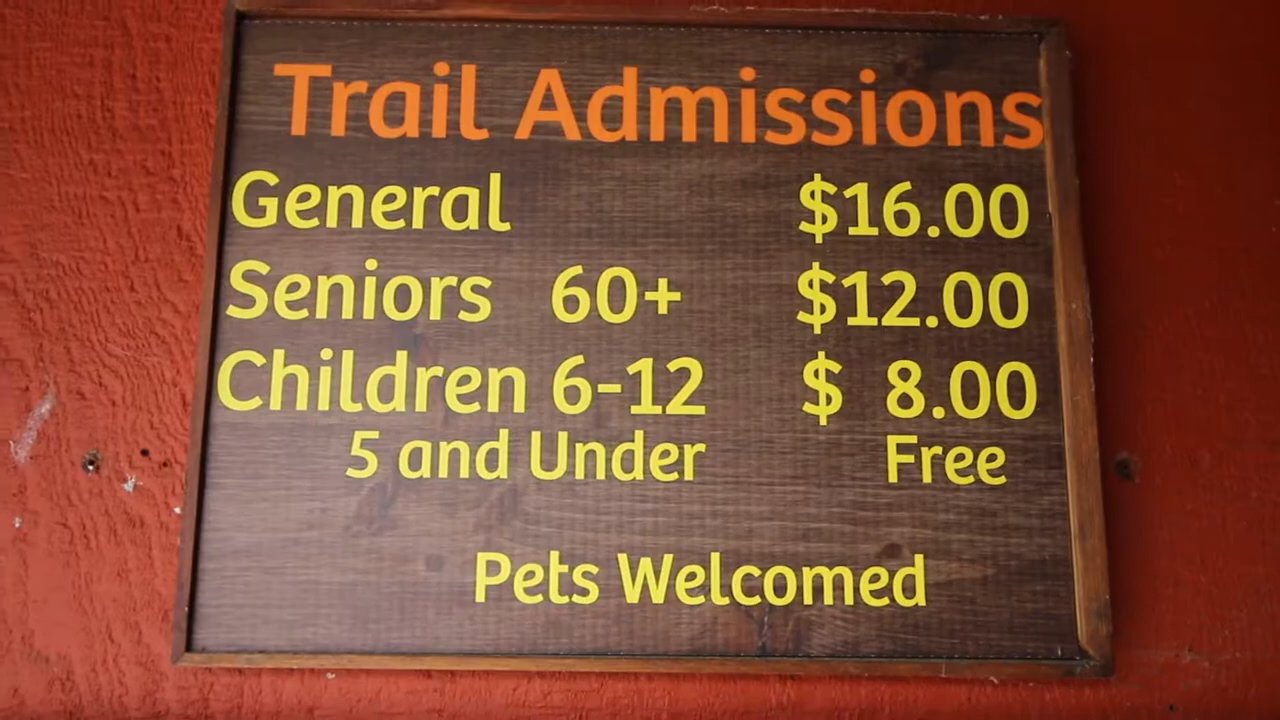 Trail Admissions
General $16.00
Seniors 60+ $12.00
Children 6-12 $ 8.00
5 and Under Free
Pets Welcomed